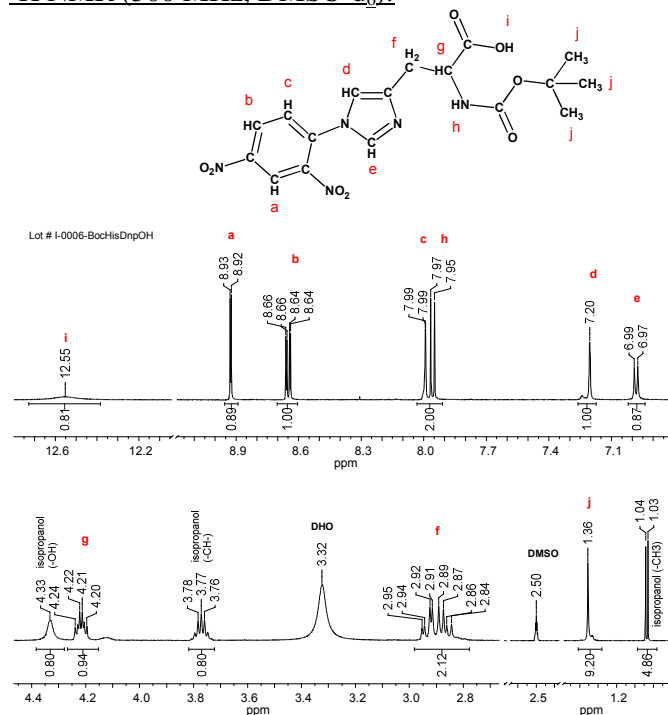 ¹H NMR (500 MHz, DMSO-d₆):
O i
f
H₂ g C OH j
C CH CH₃
d O CH₃ j
c HC NH
b H C CH₃
HC N N h O j
O₂N C e
H NO₂
a
Lot # I-0006-BocHisDnpOH
a b c h d e i
8.93 8.92
8.66 8.66 8.64 8.64
7.99 7.99 7.97 7.95
7.20
6.99 6.97
12.55
0.81 0.89 1.00 2.00 1.00 0.87
12.6 12.2 8.9 8.6 8.3 8.0 7.7 7.4 7.1
ppm ppm
isopropanol (-OH)
g
isopropanol (-CH-)
DHO
f
DMSO
j
isopropanol (-CH3)
4.33 4.24 4.22 4.21 4.20
3.78 3.77 3.76
3.32
2.95 2.94 2.92 2.91 2.89 2.87 2.86 2.84
2.50
1.36
1.04 1.03
0.80 0.94 0.80 2.12 9.20 4.86
4.4 4.2 4.0 3.8 3.6 3.4 3.2 3.0 2.8 2.5 1.2
ppm ppm ppm